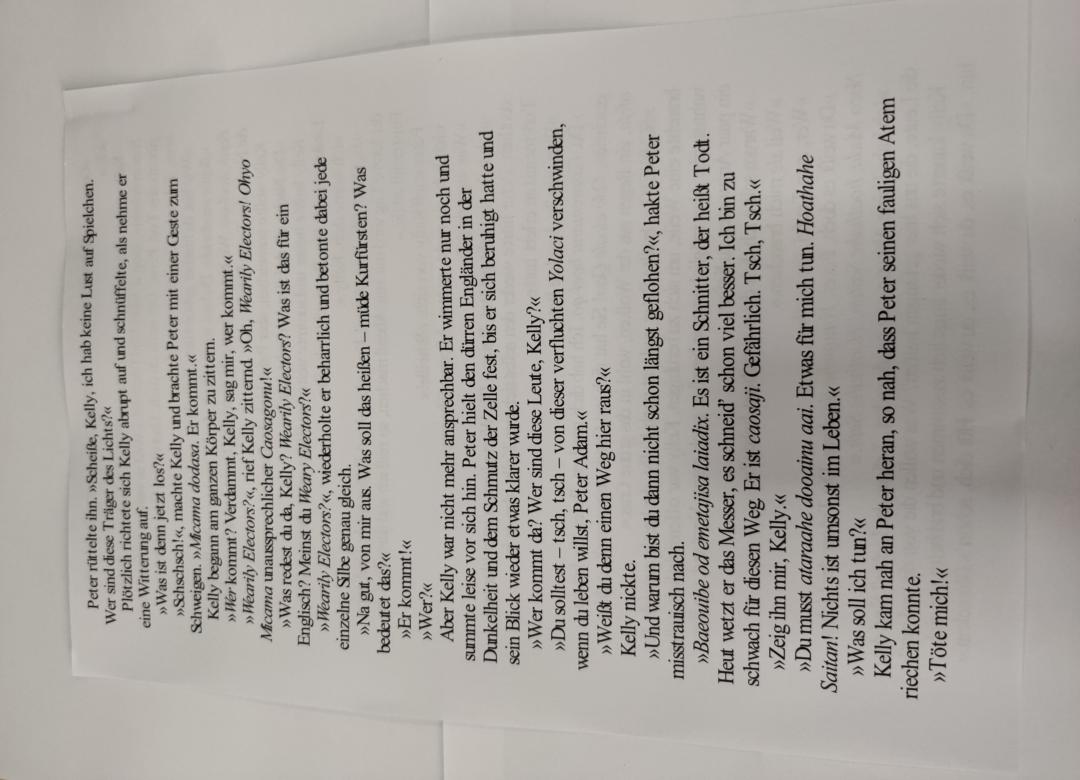 Peter rüttelte ihn. »Scheiße, Kelly, ich hab keine Lust auf Spielchen.
Wer sind diese Träger des Lichts?«
Plötzlich richtete sich Kelly abrupt auf und schnüffelte, als nehme er
eine Witterung auf.
»Was ist denn jetzt los?«
»Schschsch!«, machte Kelly und brachte Peter mit einer Geste zum
Schweigen. »Micama dodasa. Er kommt.«
Kelly begann am ganzen Körper zu zittern.
»Wer kommt? Verdammt, Kelly, sag mir, wer kommt.«
»Wearily Electors?«, rief Kelly zitternd. »Oh, Wearily Electors! Ohyo
Micama unaussprechlicher Caosagonu!«
»Was redest du da, Kelly? Wearily Electors? Was ist das für ein
Englisch? Meinst du Weary Electors?«
»Wearily Electors?«, wiederholte er beharrlich und betonte dabei jede
einzelne Silbe genau gleich.
»Na gut, von mir aus. Was soll das heißen – müde Kurfürsten? Was
bedeutet das?«
»Er kommt!«
»Wer?«
Aber Kelly war nicht mehr ansprechbar. Er wimmerte nur noch und
summte leise vor sich hin. Peter hielt den dürren Engländer in der
Dunkelheit und dem Schmutz der Zelle fest, bis er sich beruhigt hatte und
sein Blick wieder etwas klarer wurde.
»Wer kommt da? Wer sind diese Leute, Kelly?«
»Du solltest – tsch, tsch – von dieser verfluchten Yolaci verschwinden,
wenn du leben willst, Peter Adam.«
»Weißt du denn einen Weg hier raus?«
Kelly nickte.
»Und warum bist du dann nicht schon längst geflohen?«, hakte Peter
misstrauisch nach.
»Baeouibe od emetajisa laiadix. Es ist ein Schnitter, der heißt Todt.
Heut wetzt er das Messer, es schneid’ schon viel besser. Ich bin zu
schwach für diesen Weg. Er ist caosaji. Gefährlich. Tsch, Tsch.«
»Zeig ihn mir, Kelly.«
»Du musst ataraahe dooainu aai. Etwas für mich tun. Hoathahe
Saitan! Nichts ist umsonst im Leben.«
»Was soll ich tun?«
Kelly kam nah an Peter heran, so nah, dass Peter seinen fauligen Atem
riechen konnte.
»Töte mich!«